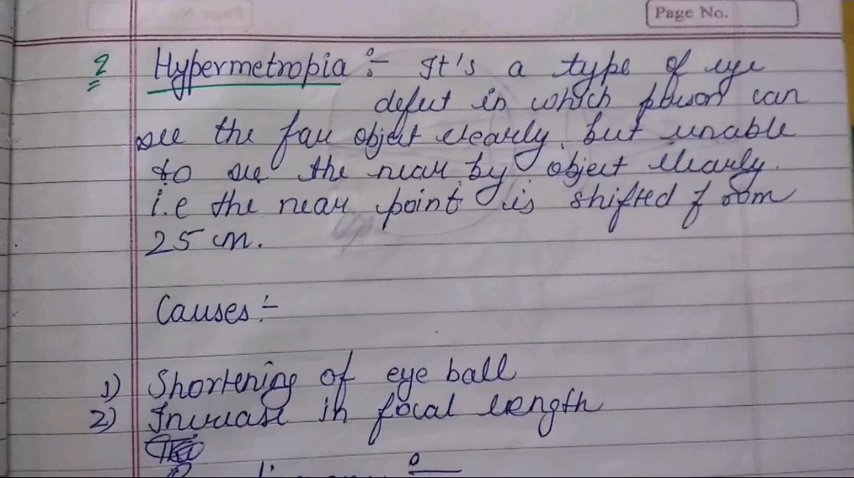 Page No.
2 Hypermetropia :- It's a type of eye
defect in which person can
see the far object clearly, but unable
to see the near by object clearly.
i.e the near point is shifted from
25 cm.
Causes :-
1) Shortening of eye ball
2) Increase in focal length